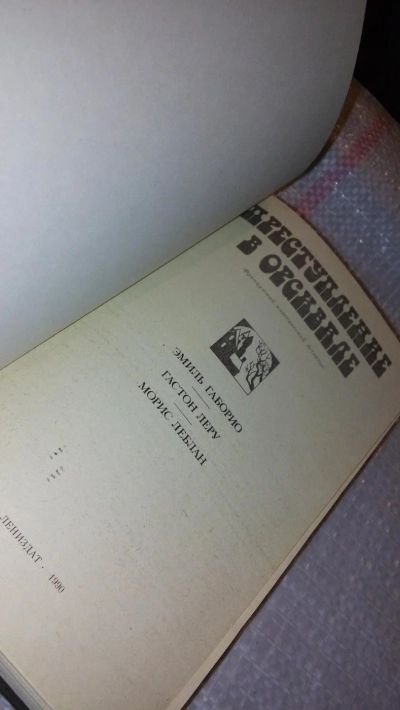 ПРЕСТУПЛЕНИЕ
В ОРСИВАЛЕ
ЭМИЛЬ ГАБОРИО
ГАСТОН ЛЕРУ
МОРИС ЛЕБЛАН
ЛЕНИЗДАТ · 1990